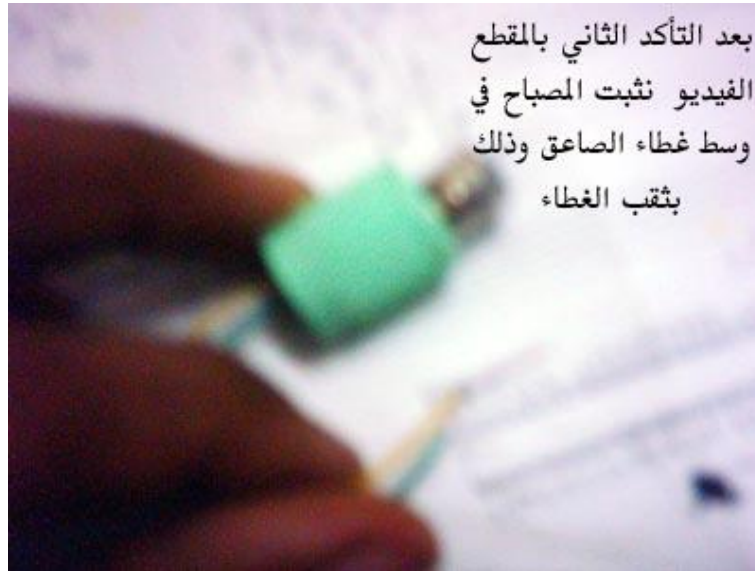 بعد التأكد الثاني بالمقطع
الفيديو نثبت المصباح في
وسط غطاء الصاعق وذلك
بثقب الغطاء